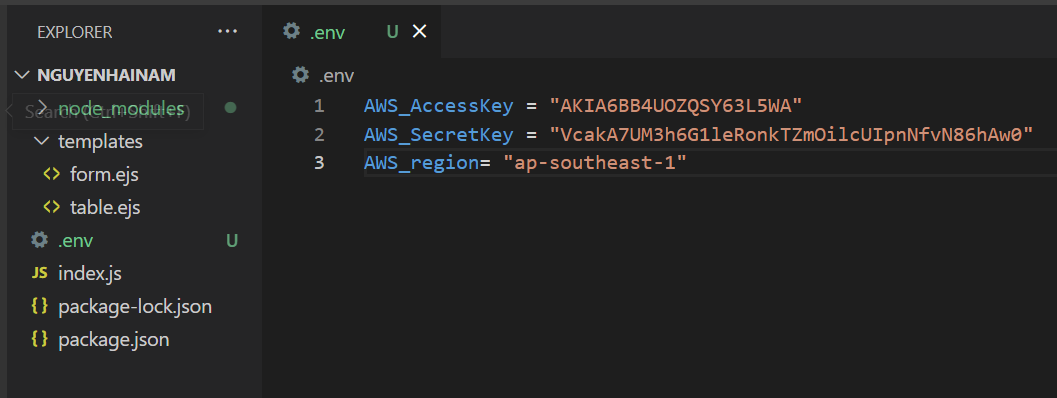 EXPLORER ...
NGUYENHAINAM
node_modules
Search (Ctrl+Shift+F)
templates
form.ejs
table.ejs
.env U
JS index.js
{} package-lock.json
{} package.json
.env U
.env
1 AWS_AccessKey = "AKIA6BB4UOZQSY63L5WA"
2 AWS_SecretKey = "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"
3 AWS_region= "ap-southeast-1"